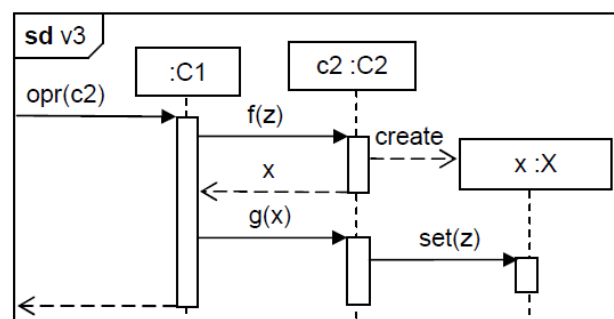 sd v3
:C1
c2 :C2
opr(c2)
f(z)
create
x
x :X
g(x)
set(z)